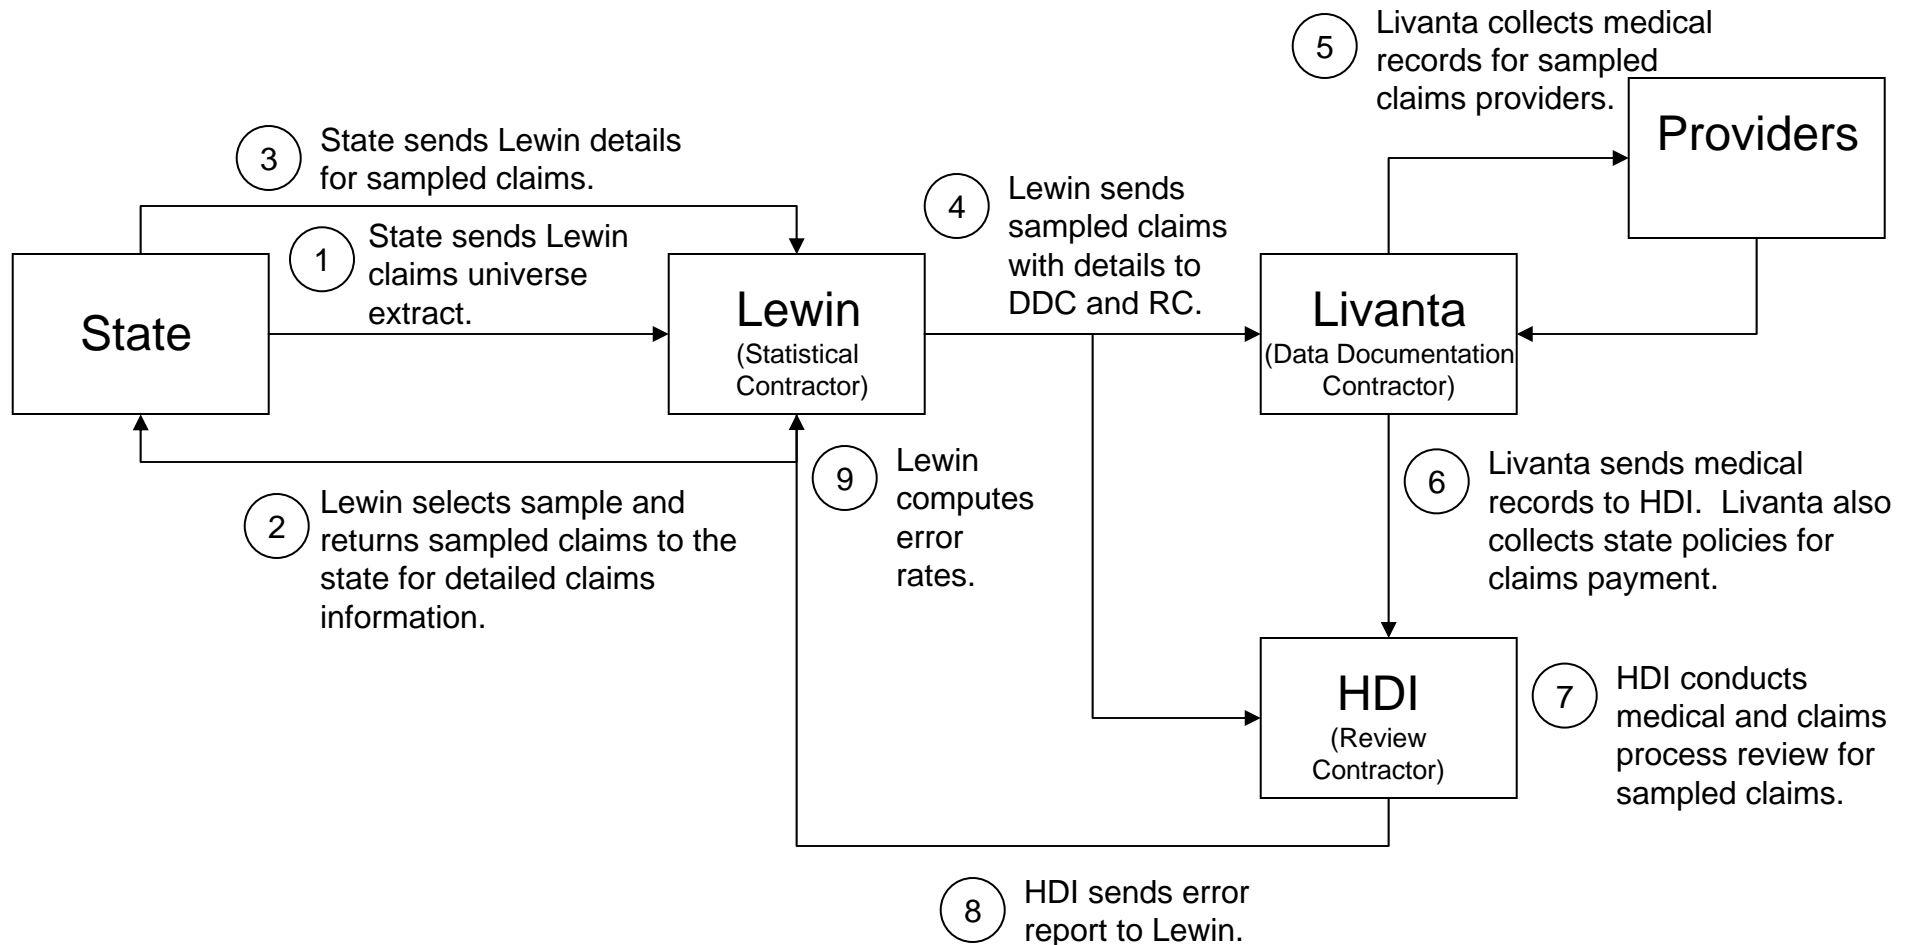 5
Livanta collects medical
records for sampled
claims providers.
Providers
3
State sends Lewin details
for sampled claims.
4
Lewin sends
sampled claims
with details to
DDC and RC.
1
State sends Lewin
claims universe
extract.
State
Lewin
(Statistical
Contractor)
Livanta
(Data Documentation
Contractor)
2
Lewin selects sample and
returns sampled claims to the
state for detailed claims
information.
9
Lewin
computes
error
rates.
6
Livanta sends medical
records to HDI.  Livanta also
collects state policies for
claims payment.
HDI
(Review
Contractor)
7
HDI conducts
medical and claims
process review for
sampled claims.
8
HDI sends error
report to Lewin.